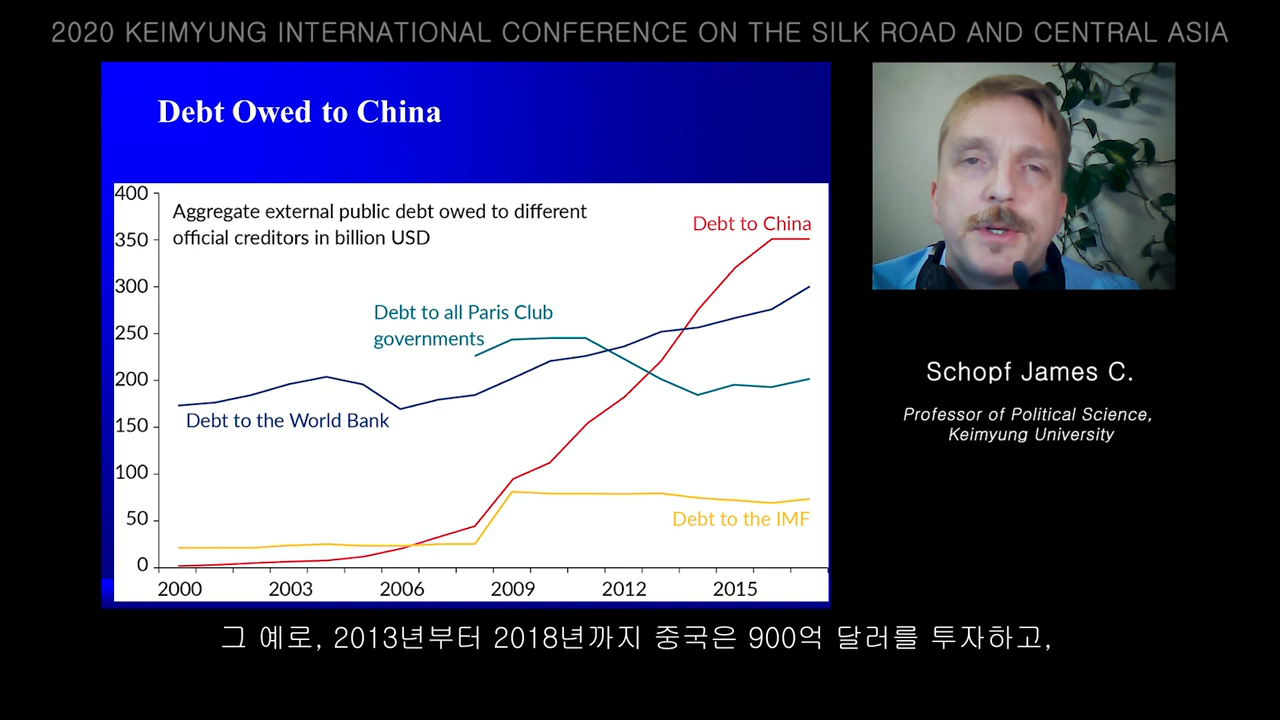 2020 KEIMYUNG INTERNATIONAL CONFERENCE ON THE SILK ROAD AND CENTRAL ASIA
Debt Owed to China
400
350
300
250
200
150
100
50
0
Aggregate external public debt owed to different
official creditors in billion USD
Debt to China
Debt to all Paris Club
governments
Debt to the World Bank
Debt to the IMF
2000 2003 2006 2009 2012 2015
Schopf James C.
Professor of Political Science,
Keimyung University
그 예로, 2013년부터 2018년까지 중국은 900억 달러를 투자하고,